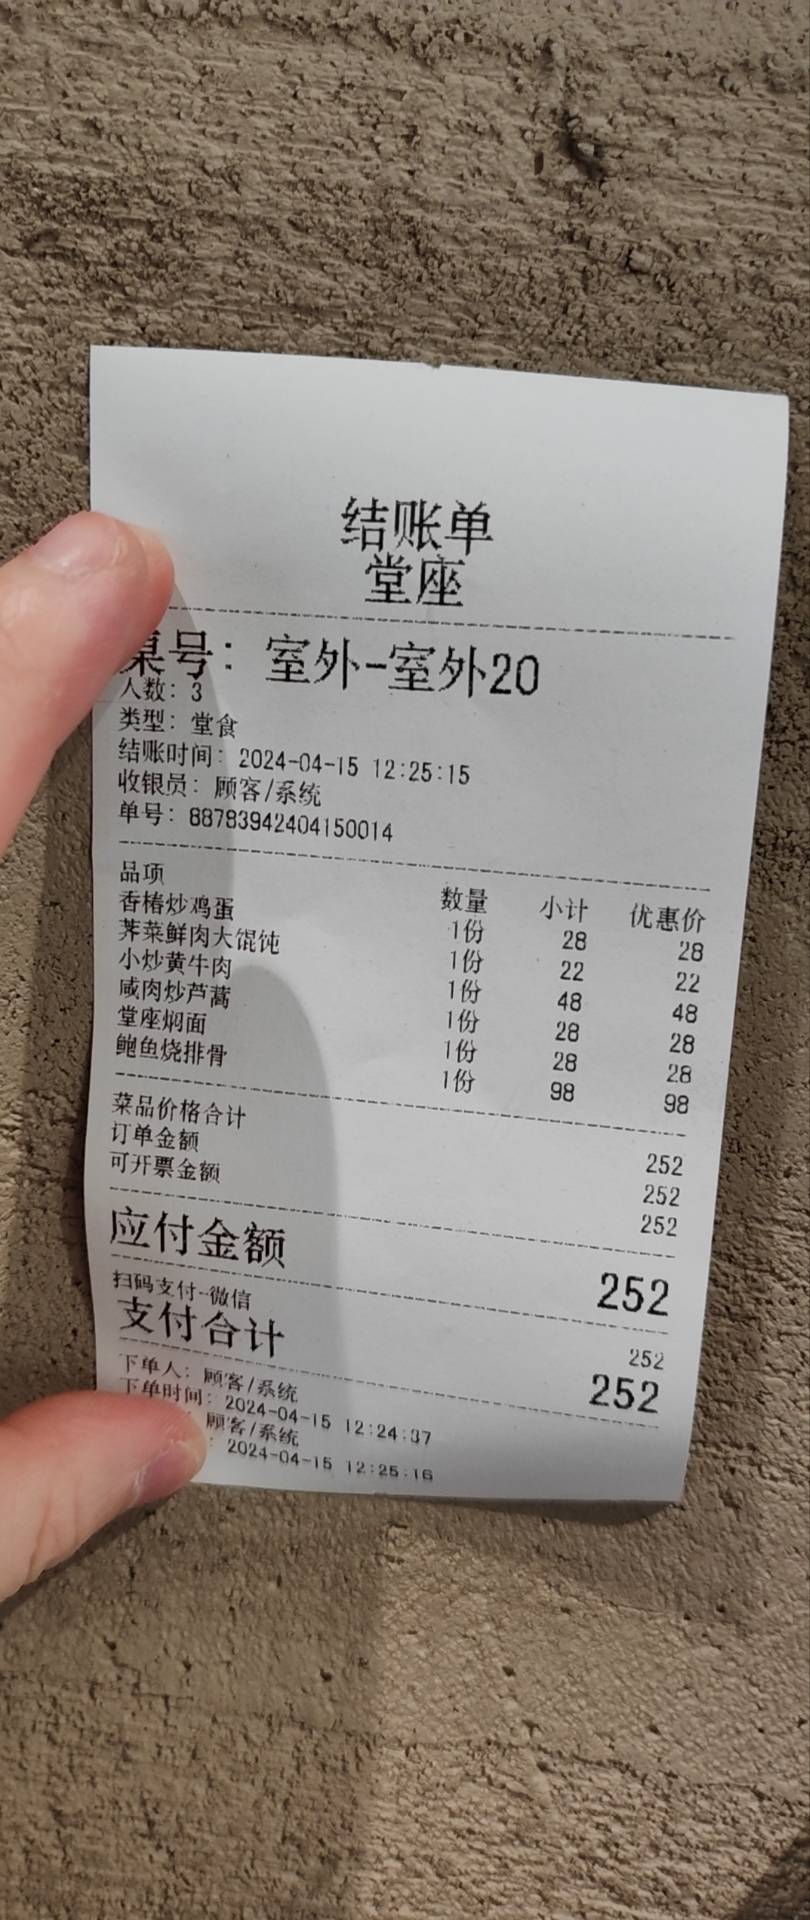 结账单
堂座
桌号：室外-室外20
人数：3
类型：堂食
结账时间：2024-04-15 12:25:15
收银员：顾客/系统
单号：88783942404150014
品项 数量 小计 优惠价
香椿炒鸡蛋 1份 28 28
荠菜鲜肉大馄饨 1份 22 22
小炒黄牛肉 1份 48 48
咸肉炒芦蒿 1份 28 28
堂座焖面 1份 28 28
鲍鱼烧排骨 1份 98 98
菜品价格合计 252
订单金额 252
可开票金额 252
应付金额 252
扫码支付-微信 252
支付合计 252
下单人：顾客/系统
下单时间：2024-04-15 12:24:37
：顾客/系统
：2024-04-15 12:25:16